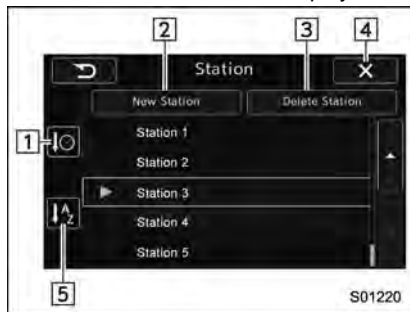 2 3 4
Station X
New Station Delete Station
1
Station 1
Station 2
Station 3
Station 4
A
Z
Station 5
5
S01220